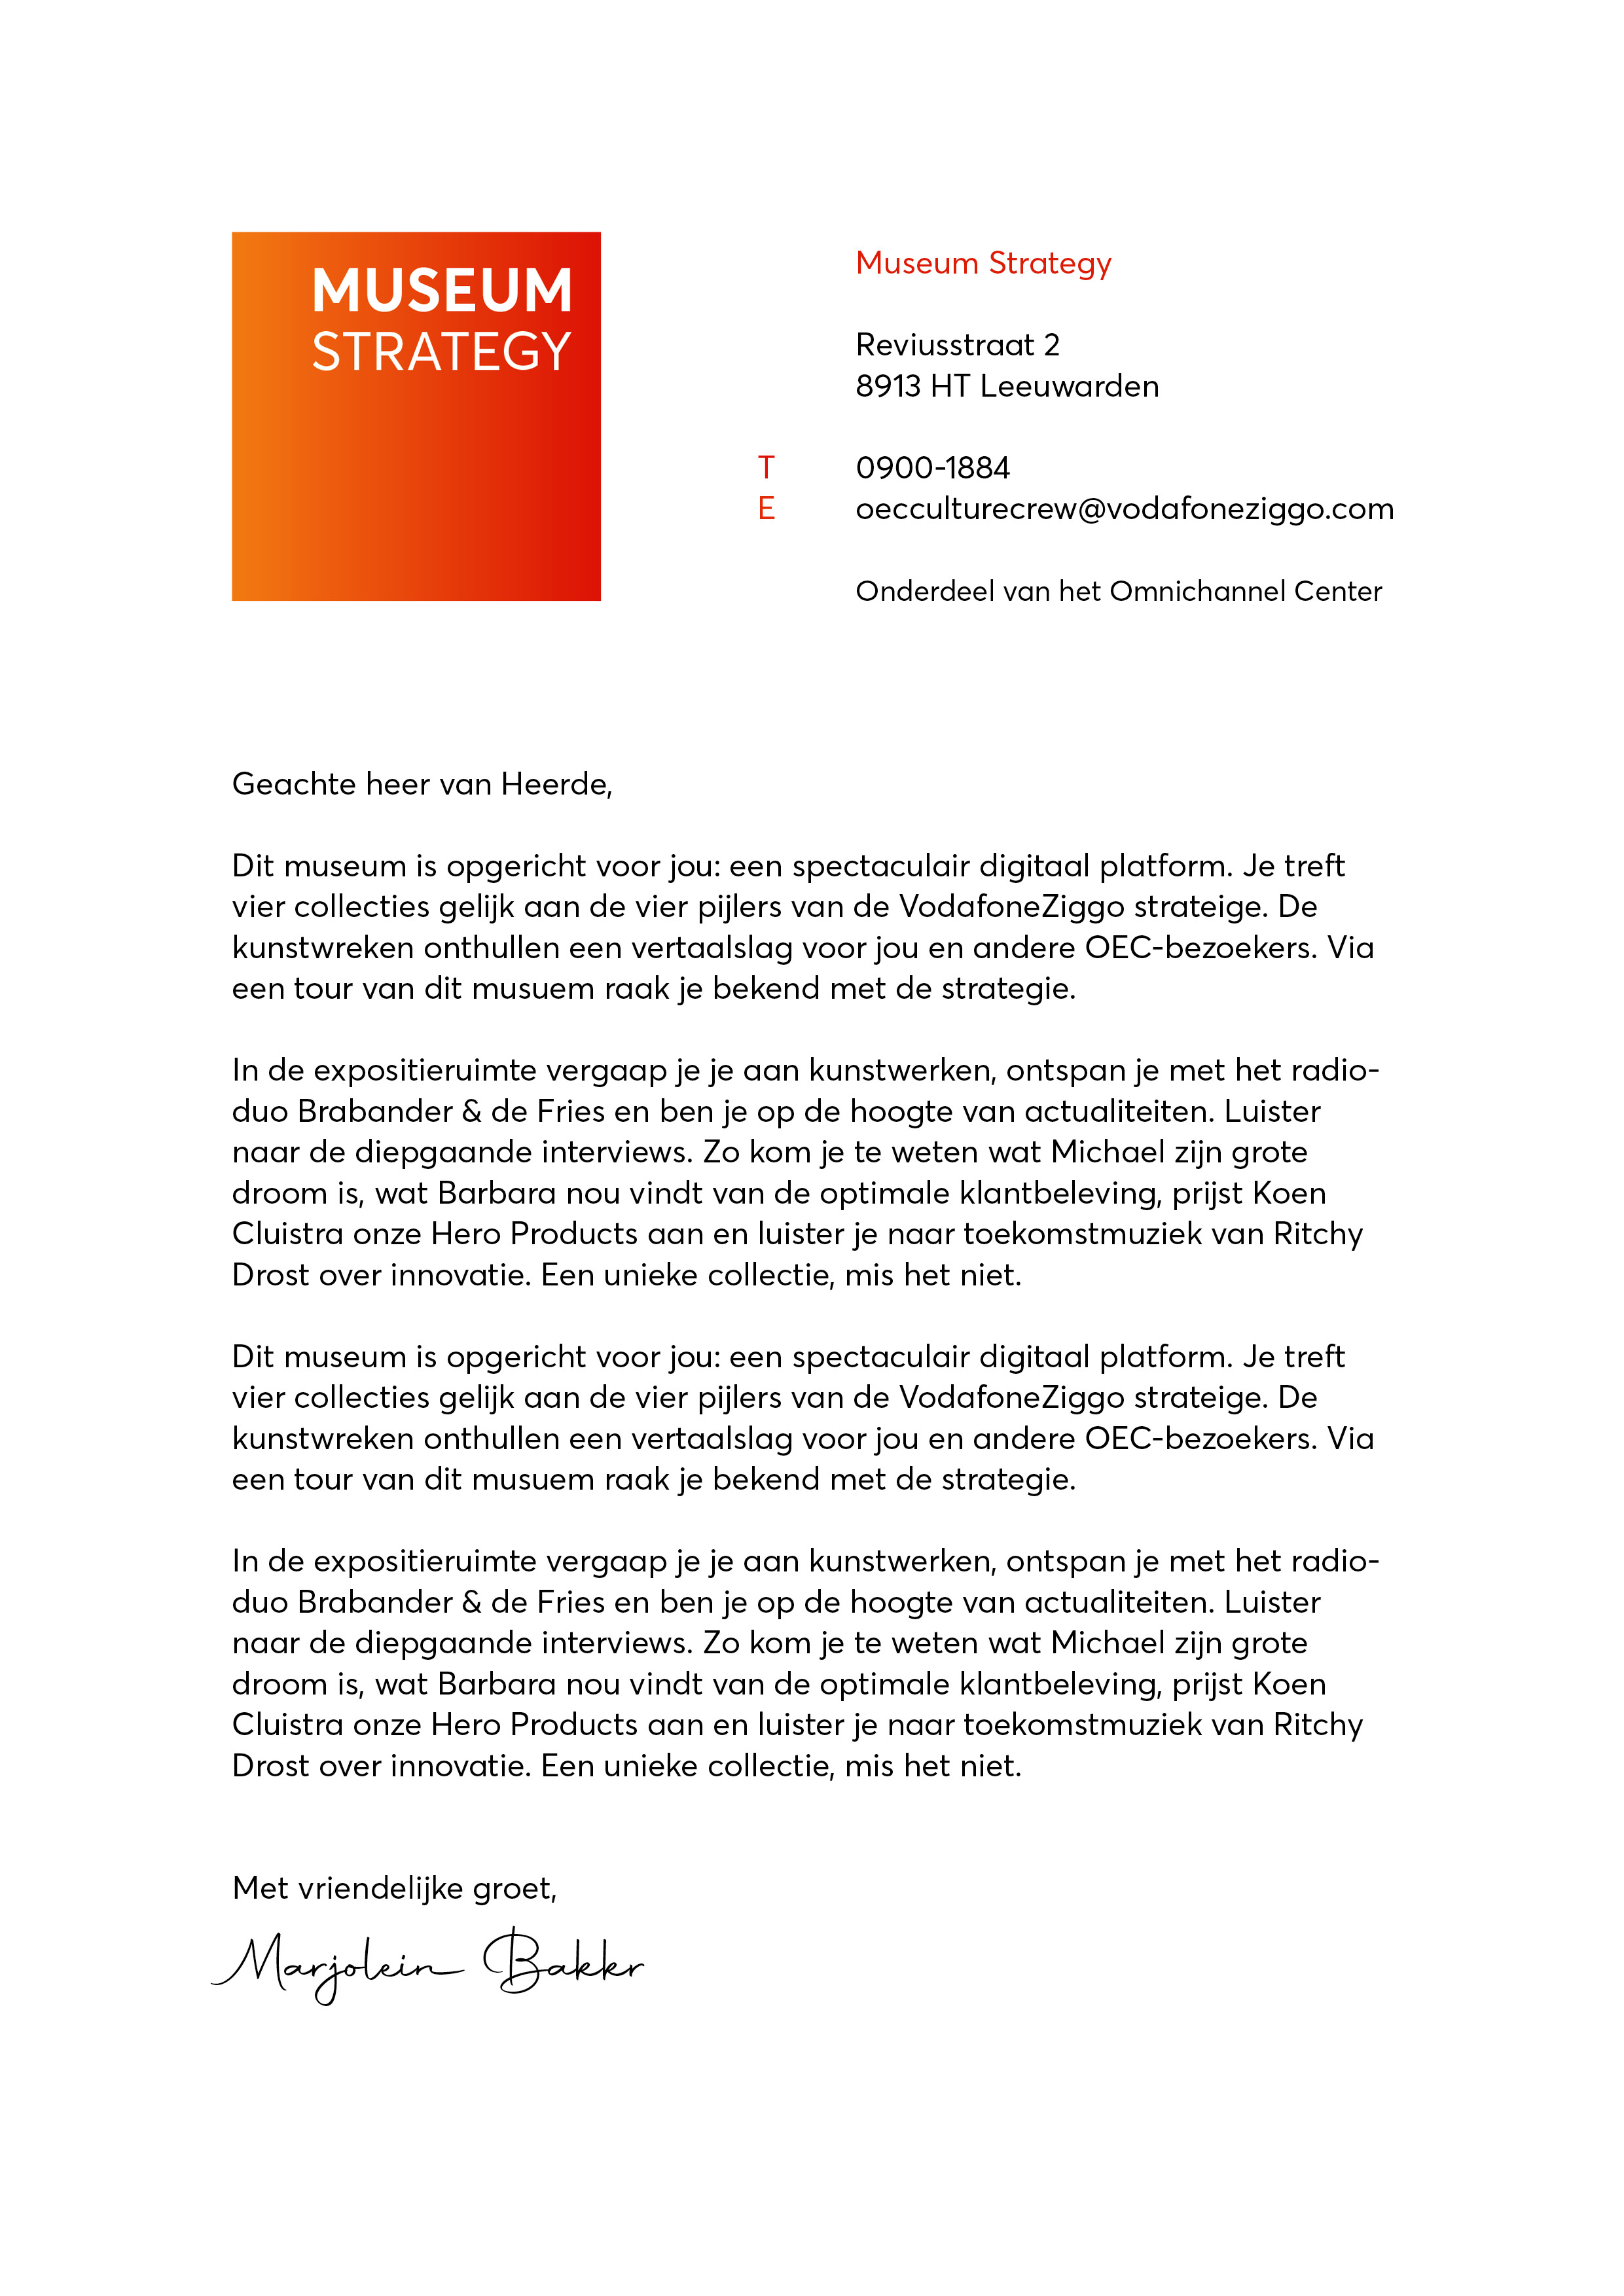 MUSEUM
STRATEGY
Museum Strategy
Reviusstraat 2
8913 HT Leeuwarden
T 0900-1884
E oecculturecrew@vodafoneziggo.com
Onderdeel van het Omnichannel Center
Geachte heer van Heerde,
Dit museum is opgericht voor jou: een spectaculair digitaal platform. Je treft
vier collecties gelijk aan de vier pijlers van de VodafoneZiggo strateige. De
kunstwreken onthullen een vertaalslag voor jou en andere OEC-bezoekers. Via
een tour van dit musuem raak je bekend met de strategie.
In de expositieruimte vergaap je je aan kunstwerken, ontspan je met het radio-
duo Brabander & de Fries en ben je op de hoogte van actualiteiten. Luister
naar de diepgaande interviews. Zo kom je te weten wat Michael zijn grote
droom is, wat Barbara nou vindt van de optimale klantbeleving, prijst Koen
Cluistra onze Hero Products aan en luister je naar toekomstmuziek van Ritchy
Drost over innovatie. Een unieke collectie, mis het niet.
Dit museum is opgericht voor jou: een spectaculair digitaal platform. Je treft
vier collecties gelijk aan de vier pijlers van de VodafoneZiggo strateige. De
kunstwreken onthullen een vertaalslag voor jou en andere OEC-bezoekers. Via
een tour van dit musuem raak je bekend met de strategie.
In de expositieruimte vergaap je je aan kunstwerken, ontspan je met het radio-
duo Brabander & de Fries en ben je op de hoogte van actualiteiten. Luister
naar de diepgaande interviews. Zo kom je te weten wat Michael zijn grote
droom is, wat Barbara nou vindt van de optimale klantbeleving, prijst Koen
Cluistra onze Hero Products aan en luister je naar toekomstmuziek van Ritchy
Drost over innovatie. Een unieke collectie, mis het niet.
Met vriendelijke groet,
Marjolein Bakkr